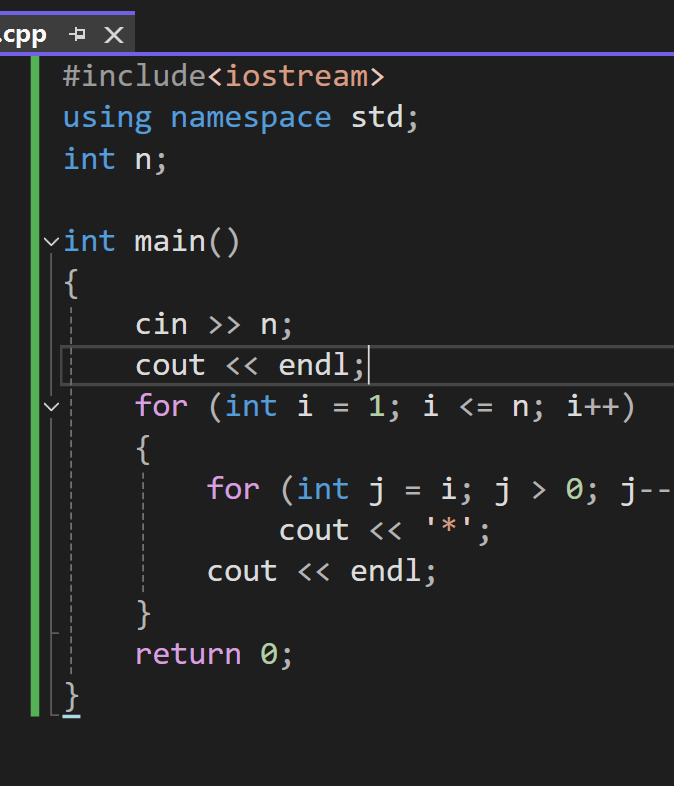 .cpp
#include<iostream>
using namespace std;
int n;
int main()
{
cin >> n;
cout << endl;
for (int i = 1; i <= n; i++)
{
for (int j = i; j > 0; j--
cout << '*';
cout << endl;
}
return 0;
}